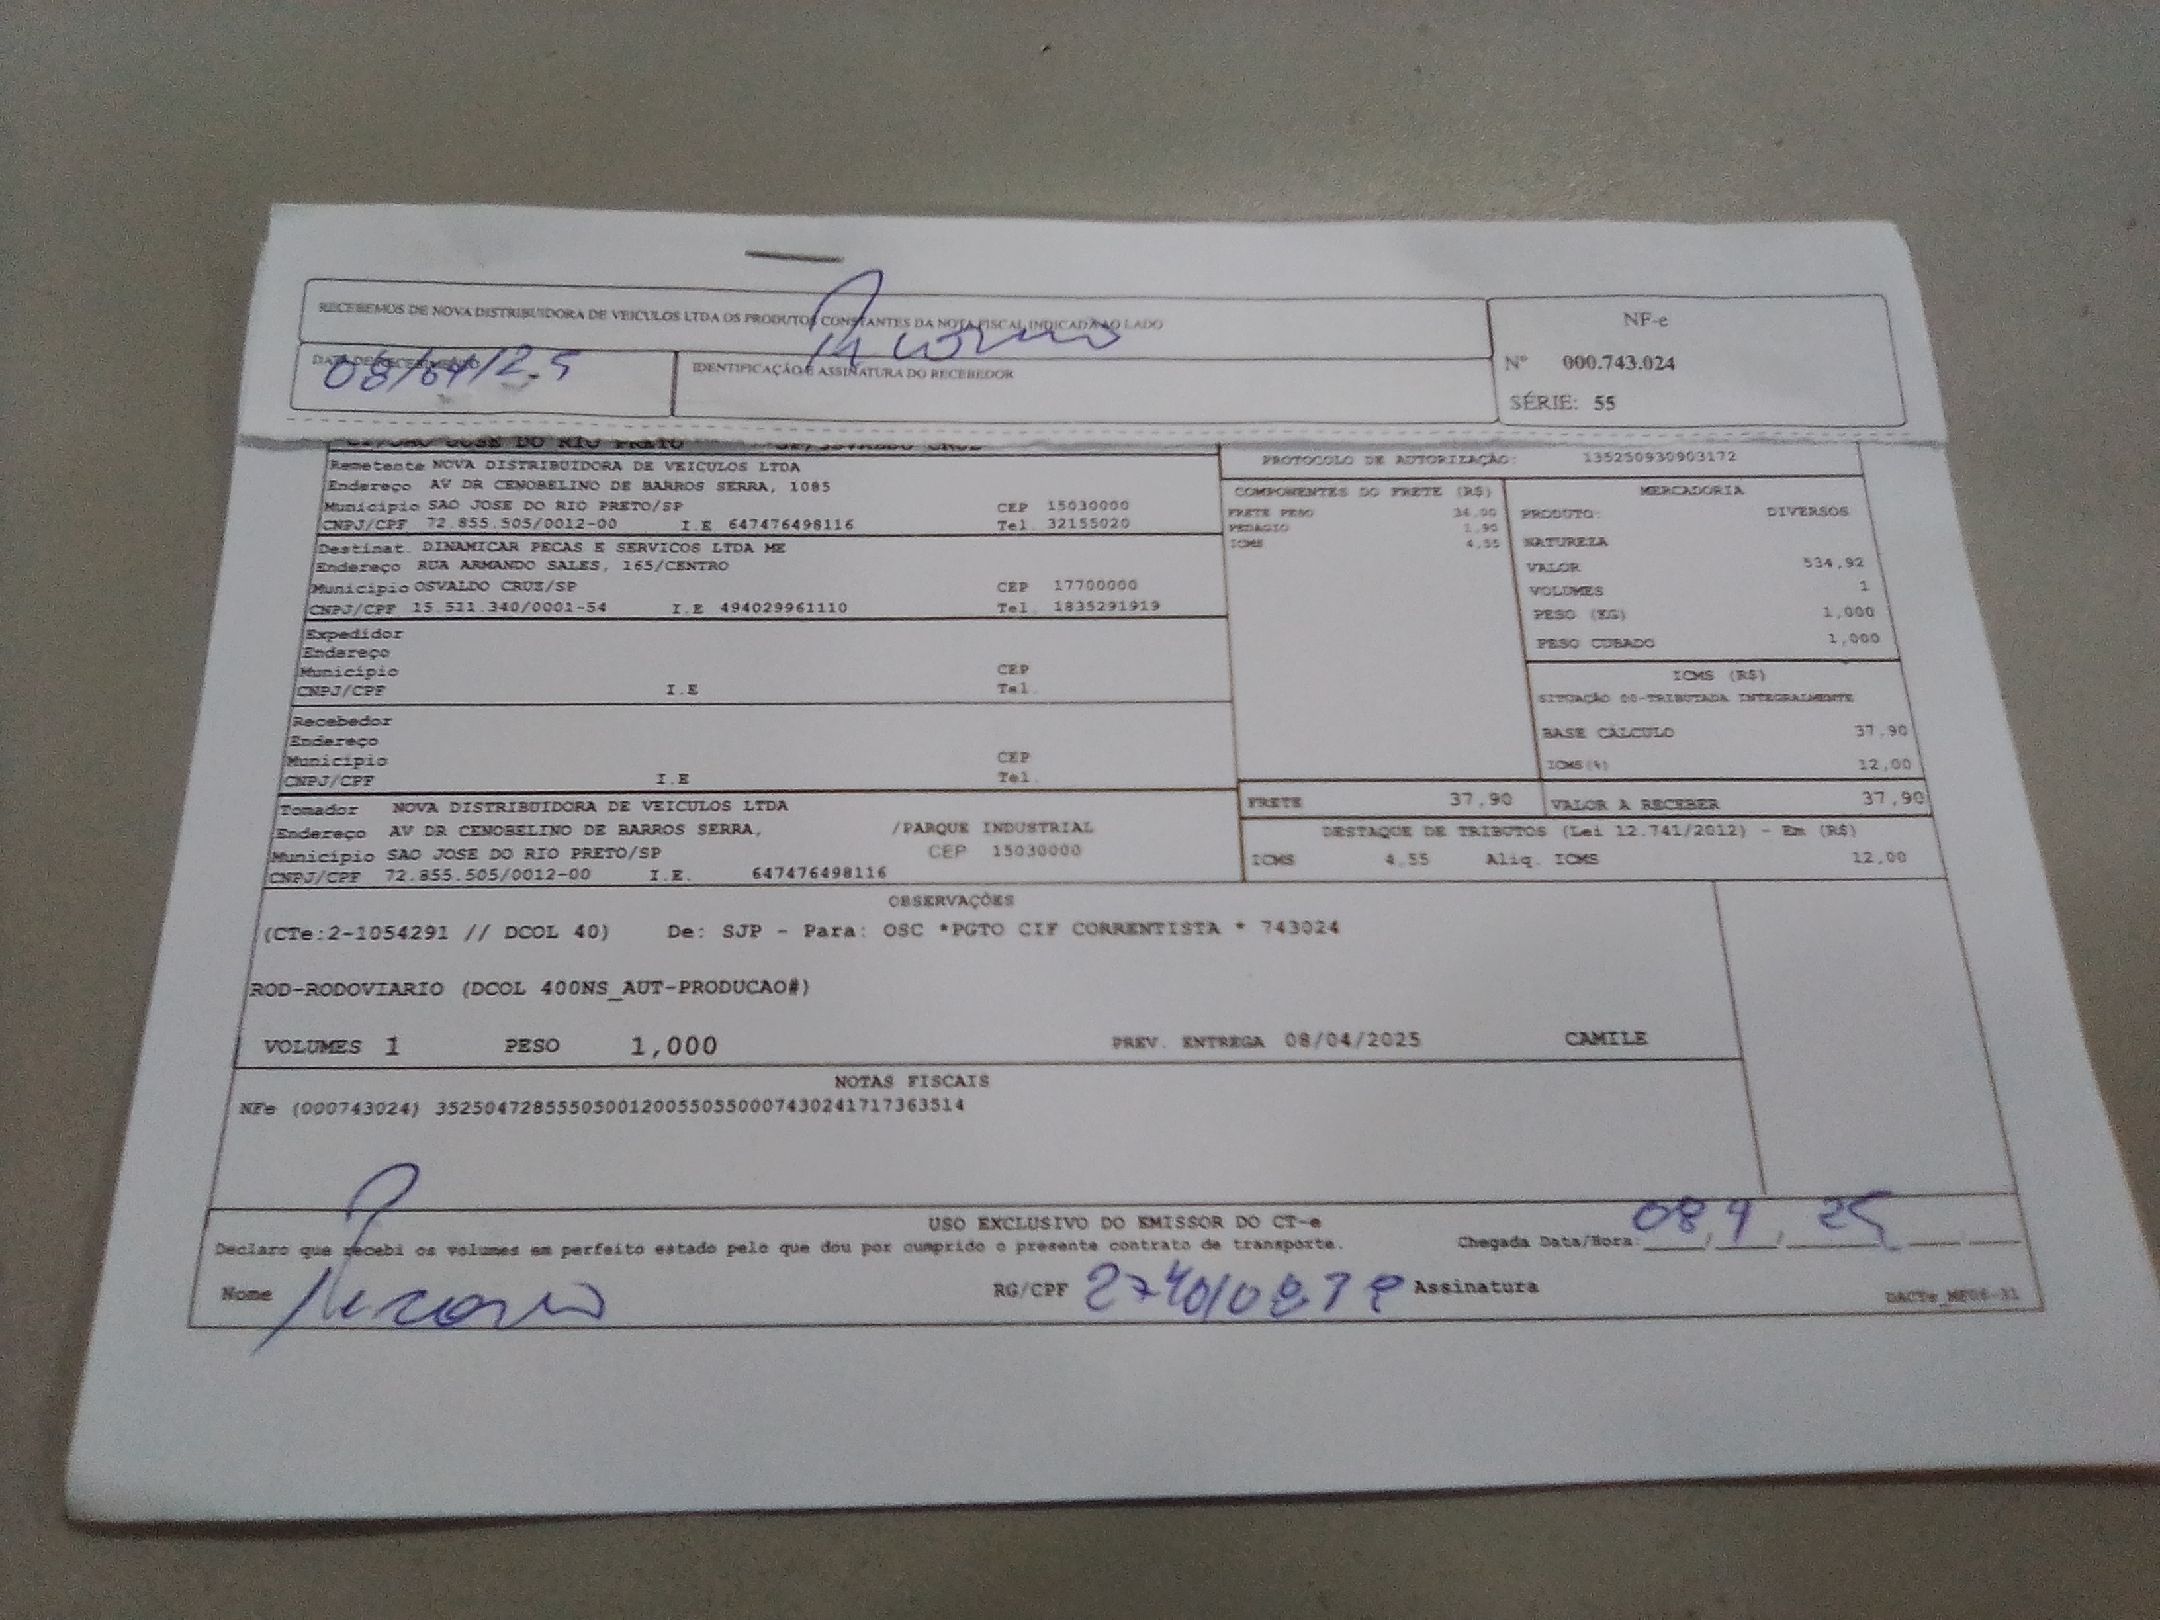 RECEBEMOS DE NOVA DISTRIBUIDORA DE VEICULOS LTDA OS PRODUTOS CONSTANTES DA NOTA FISCAL INDICADA AO LADO
NF-e
Nº 000.743.024
SÉRIE: 55
08/04/25
IDENTIFICAÇÃO E ASSINATURA DO RECEBEDOR
Remetente NOVA DISTRIBUIDORA DE VEICULOS LTDA
Endereço AV DR CENOBELINO DE BARROS SERRA, 1085
Município SAO JOSE DO RIO PRETO/SP CEP 15030000
CNPJ/CPF 72.855.505/0012-00 I.E 647476498116 Tel. 32155020
Destinat. DINAMICAR PECAS E SERVICOS LTDA ME
Endereço RUA ARMANDO SALES, 165/CENTRO
Município OSVALDO CRUZ/SP CEP 17700000
CNPJ/CPF 15.511.340/0001-54 I.E 494029961110 Tel. 1835291919
Expedidor
Endereço
Município CEP
CNPJ/CPF I.E Tel.
Recebedor
Endereço
Município CEP
CNPJ/CPF I.E Tel.
Tomador NOVA DISTRIBUIDORA DE VEICULOS LTDA
Endereço AV DR CENOBELINO DE BARROS SERRA, /PARQUE INDUSTRIAL
Município SAO JOSE DO RIO PRETO/SP CEP 15030000
CNPJ/CPF 72.855.505/0012-00 I.E. 647476498116
PROTOCOLO DE AUTORIZAÇÃO: 135250930903172
COMPONENTES DO FRETE (R$)
FRETE PESO
PEDAGIO 1,90
ICMS 4,55
MERCADORIA
PRODUTO: DIVERSOS
NATUREZA
VALOR 534,92
VOLUMES 1
PESO (KG) 1,000
PESO CUBADO 1,000
ICMS (R$)
SITUAÇÃO 00-TRIBUTADA INTEGRALMENTE
BASE CÁLCULO 37,90
ICMS(%) 12,00
FRETE 37,90 VALOR A RECEBER 37,90
DESTAQUE DE TRIBUTOS (Lei 12.741/2012) - Em (R$)
ICMS 4,55 Aliq. ICMS 12,00
OBSERVAÇÕES
(CTe:2-1054291 // DCOL 40) De: SJP - Para: OSC *PGTO CIF CORRENTISTA * 743024
ROD-RODOVIARIO (DCOL 400NS_AUT-PRODUCAO#)
VOLUMES 1 PESO 1,000 PREV. ENTREGA 08/04/2025 CAMILE
NOTAS FISCAIS
NFe (000743024) 35250472855505001200550550007430241717363514
USO EXCLUSIVO DO EMISSOR DO CT-e
Declaro que recebi os volumes em perfeito estado pelo que dou por cumprido o presente contrato de transporte. Chegada Data/Hora: 08, 4, 25
Nome RG/CPF Assinatura